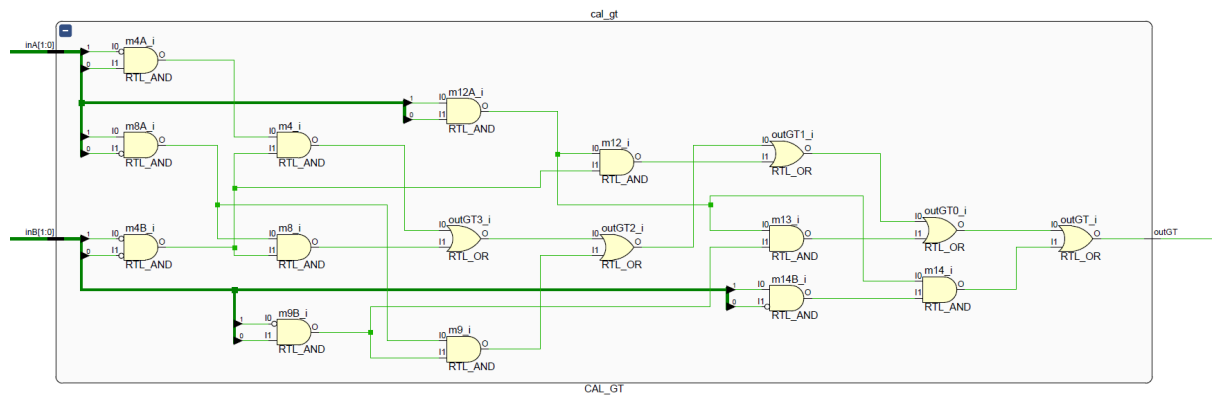 cal_gt
inA[1:0]
1 I0 m4A_i O
0 I1
RTL_AND
1 I0 m12A_i O
0 I1
RTL_AND
1 I0 m8A_i O
0 I1
RTL_AND
I0 m4_i O
I1
RTL_AND
I0 m12_i O
I1
RTL_AND
I0 outGT1_i O
I1
RTL_OR
inB[1:0]
1 I0 m4B_i O
0 I1
RTL_AND
I0 m8_i O
I1
RTL_AND
I0 outGT3_i O
I1
RTL_OR
I0 outGT2_i O
I1
RTL_OR
I0 m13_i O
I1
RTL_AND
I0 outGT0_i O
I1
RTL_OR
I0 outGT_i O
I1
RTL_OR
outGT
1 I0 m14B_i O
0 I1
RTL_AND
I0 m14_i O
I1
RTL_AND
1 I0 m9B_i O
0 I1
RTL_AND
I0 m9_i O
I1
RTL_AND
CAL_GT